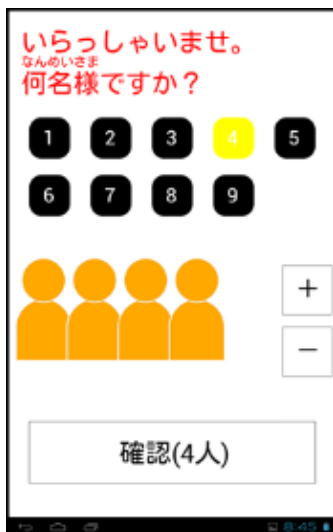 いらっしゃいませ。
なんめいさま
何名様ですか？
1 2 3 4 5
6 7 8 9
+
−
確認(4人)
8:45